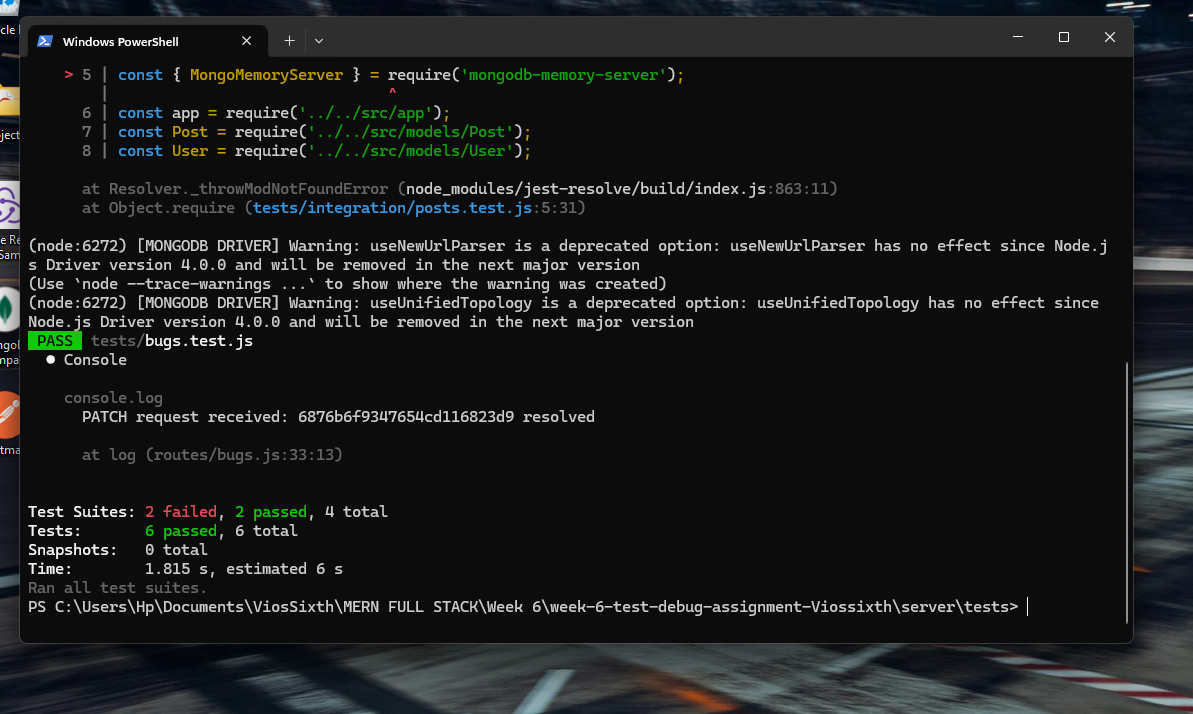 cle
Windows PowerShell
> 5 | const { MongoMemoryServer } = require('mongodb-memory-server');
| ^
6 | const app = require('../../src/app');
7 | const Post = require('../../src/models/Post');
8 | const User = require('../../src/models/User');
ject
at Resolver._throwModNotFoundError (node_modules/jest-resolve/build/index.js:863:11)
at Object.require (tests/integration/posts.test.js:5:31)
e Re
Sam
(node:6272) [MONGODB DRIVER] Warning: useNewUrlParser is a deprecated option: useNewUrlParser has no effect since Node.j
s Driver version 4.0.0 and will be removed in the next major version
(Use `node --trace-warnings ...` to show where the warning was created)
(node:6272) [MONGODB DRIVER] Warning: useUnifiedTopology is a deprecated option: useUnifiedTopology has no effect since
Node.js Driver version 4.0.0 and will be removed in the next major version
PASS tests/bugs.test.js
ngoD
mpas
● Console
console.log
PATCH request received: 6876b6f9347654cd116823d9 resolved
tma
at log (routes/bugs.js:33:13)
Test Suites: 2 failed, 2 passed, 4 total
Tests: 6 passed, 6 total
Snapshots: 0 total
Time: 1.815 s, estimated 6 s
Ran all test suites.
PS C:\Users\Hp\Documents\ViosSixth\MERN FULL STACK\Week 6\week-6-test-debug-assignment-Viossixth\server\tests>